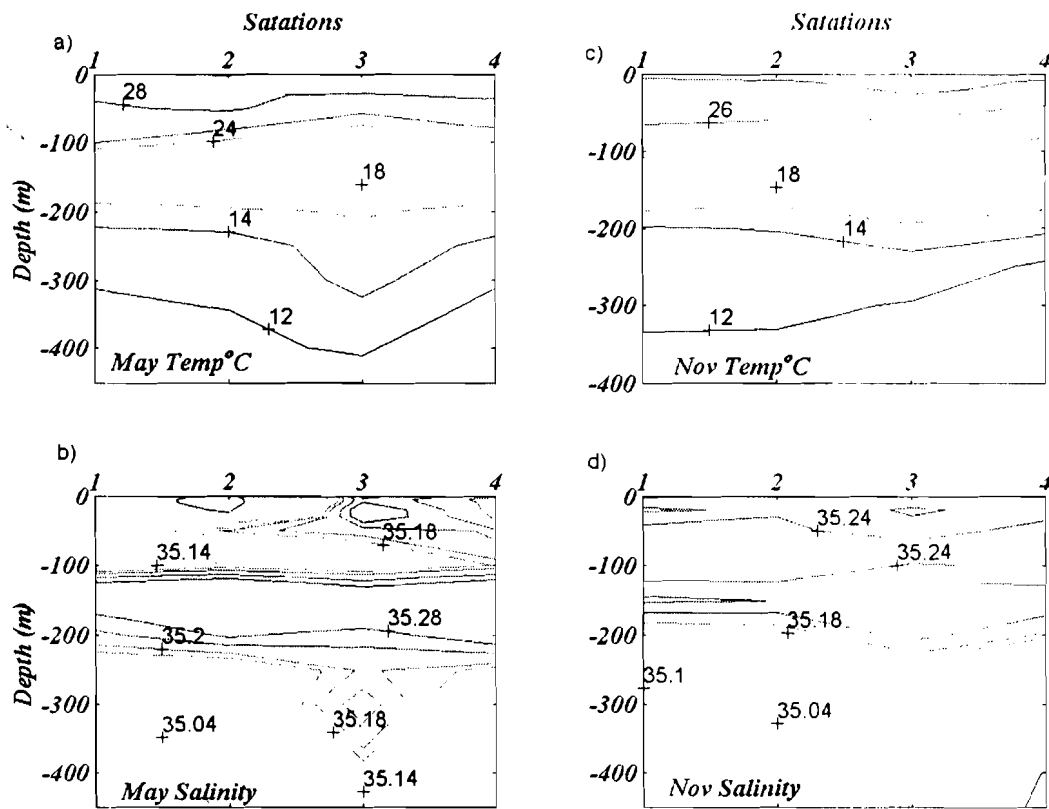 Satations
a)
1 2 3 4
0
28
24
-100
18
-200
14
-300
12
-400
Depth (m)
May Temp°C
Satations
c)
1 2 3 4
0
26
-100
18
-200
14
-300
12
-400
Nov Temp°C
b)
1 2 3 4
0
35.18
35.14
-100
35.28
-200
35.2
-300
35.04
35.18
-400
35.14
Depth (m)
May Salinity
d)
1 2 3 4
0
35.24
-100
35.24
-200
35.18
35.1
-300
35.04
-400
Nov Salinity